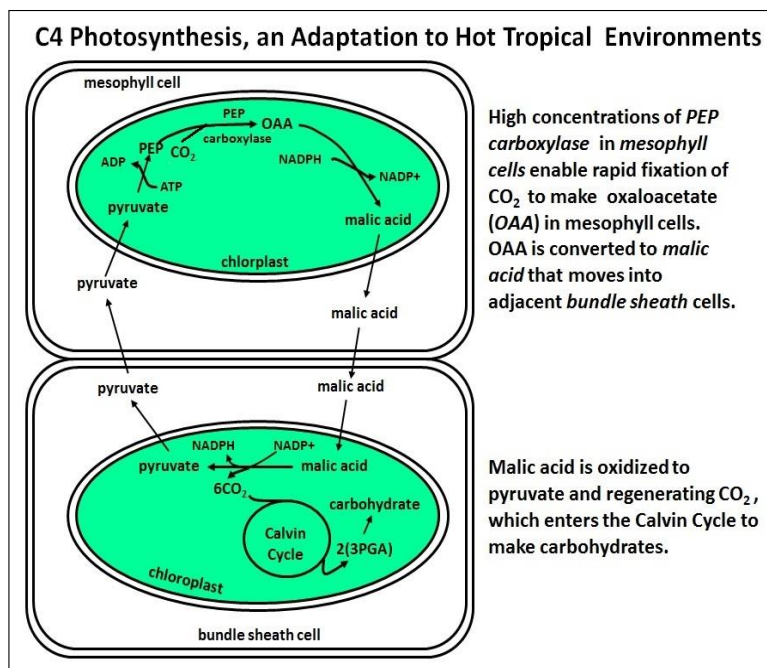 C4 Photosynthesis, an Adaptation to Hot Tropical Environments
mesophyll cell
PEP
PEP
CO2
carboxylase
OAA
ADP
ATP
NADPH
NADP+
pyruvate
malic acid
chlorplast
pyruvate
malic acid
High concentrations of PEP
carboxylase in mesophyll
cells enable rapid fixation of
CO2 to make oxaloacetate
(OAA) in mesophyll cells.
OAA is converted to malic
acid that moves into
adjacent bundle sheath cells.
pyruvate
malic acid
NADPH
NADP+
pyruvate
malic acid
6CO2
carbohydrate
Calvin
Cycle
2(3PGA)
chloroplast
bundle sheath cell
Malic acid is oxidized to
pyruvate and regenerating CO2 ,
which enters the Calvin Cycle to
make carbohydrates.